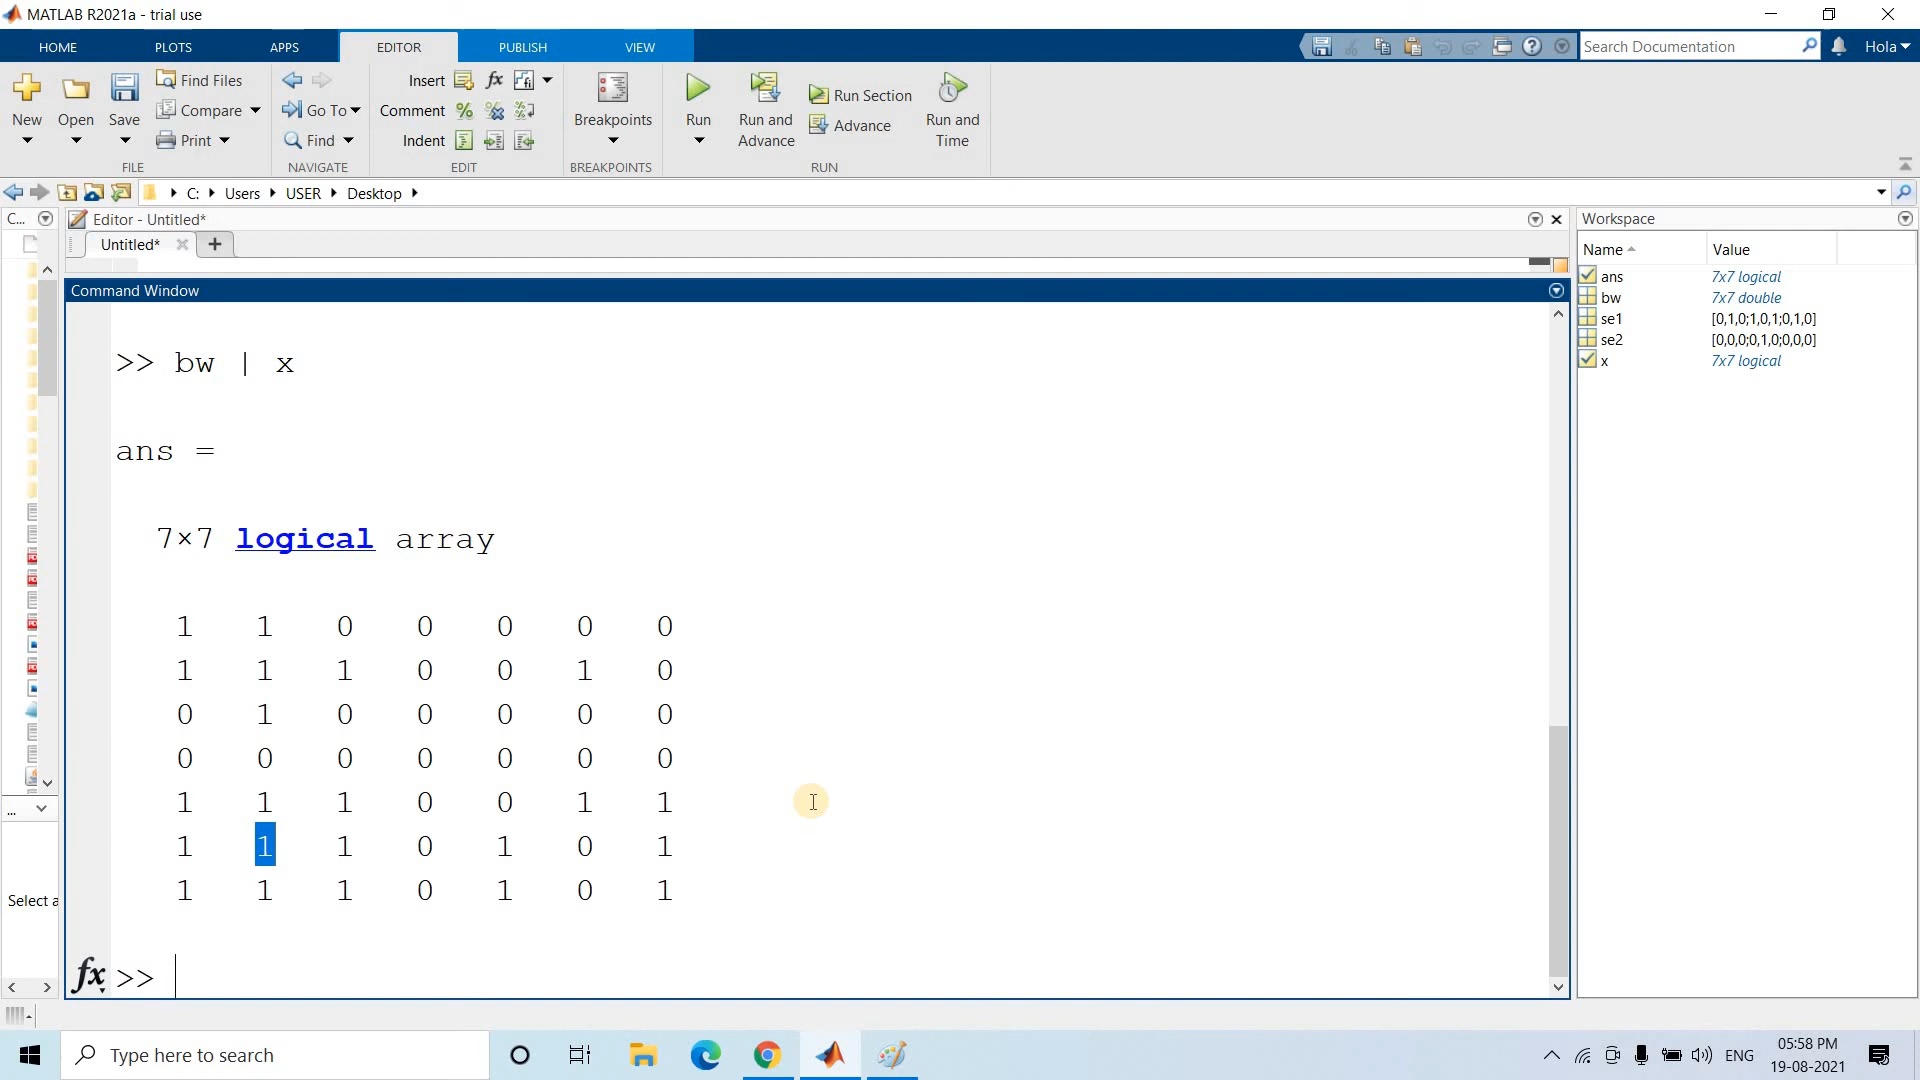 MATLAB R2021a - trial use
HOME PLOTS APPS EDITOR PUBLISH VIEW
Search Documentation
Hola
New Open Save
Find Files
Compare
Print
FILE
Go To
Find
NAVIGATE
Insert
Comment
Indent
EDIT
Breakpoints
BREAKPOINTS
Run
Run and Advance
Run Section
Advance
Run and Time
RUN
C: Users USER Desktop
C...
Editor - Untitled*
Untitled*
Command Window
>> bw | x
ans =
7×7 logical array
1 1 0 0 0 0 0
1 1 1 0 0 1 0
0 1 0 0 0 0 0
0 0 0 0 0 0 0
1 1 1 0 0 1 1
1 1 1 0 1 0 1
1 1 1 0 1 0 1
fx >>
...
Select a
Workspace
Name Value
ans 7x7 logical
bw 7x7 double
se1 [0,1,0;1,0,1;0,1,0]
se2 [0,0,0;0,1,0;0,0,0]
x 7x7 logical
Type here to search
ENG
05:58 PM
19-08-2021